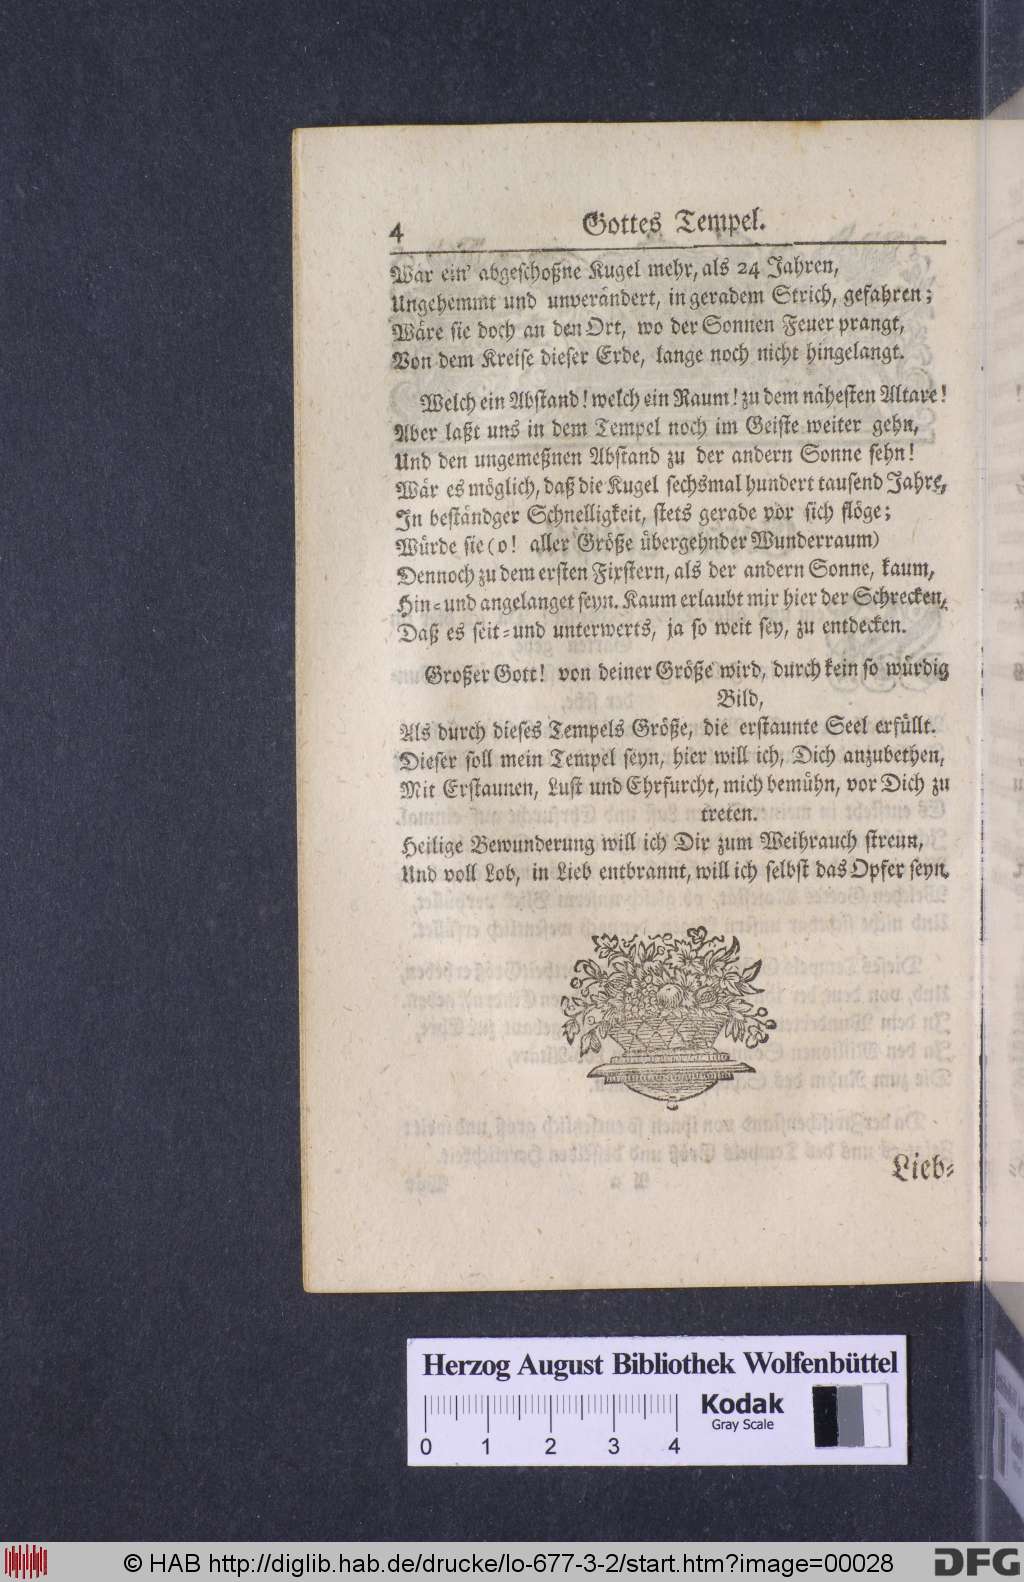 4
Gottes Tempel.
Wär ein' abgeschoßne Kugel mehr, als 24 Jahren,
Ungehemmt und unverändert, in geradem Strich, gefahren;
Wäre sie doch an den Ort, wo der Sonnen Feuer prangt,
Von dem Kreise dieser Erde, lange noch nicht hingelangt.
Welch ein Abstand! welch ein Raum! zu dem nähesten Altare!
Aber laßt uns in dem Tempel noch im Geiste weiter gehn,
Und den ungemeßnen Abstand zu der andern Sonne sehn!
Wär es möglich, daß die Kugel sechsmal hundert tausend Jahre,
In beständger Schnelligkeit, stets gerade vor sich flöge;
Würde sie (o! aller Größe übergehnder Wunderraum)
Dennoch zu dem ersten Fixstern, als der andern Sonne, kaum,
Hin- und angelanget seyn. Kaum erlaubt mir hier der Schrecken,
Daß es seit- und unterwerts, ja so weit sey, zu entdecken.
Großer Gott! von deiner Größe wird, durch kein so würdig
Bild,
Als durch dieses Tempels Größe, die erstaunte Seel erfüllt.
Dieser soll mein Tempel seyn, hier will ich, Dich anzubethen,
Mit Erstaunen, Lust und Ehrfurcht, mich bemühn, vor Dich zu
treten.
Heilige Bewunderung will ich Dir zum Weihrauch streun,
Und voll Lob, in Lieb entbrannt, will ich selbst das Opfer seyn.
Lieb-
Herzog August Bibliothek Wolfenbüttel
Kodak
Gray Scale
0 1 2 3 4
© HAB http://diglib.hab.de/drucke/lo-677-3-2/start.htm?image=00028
DFG